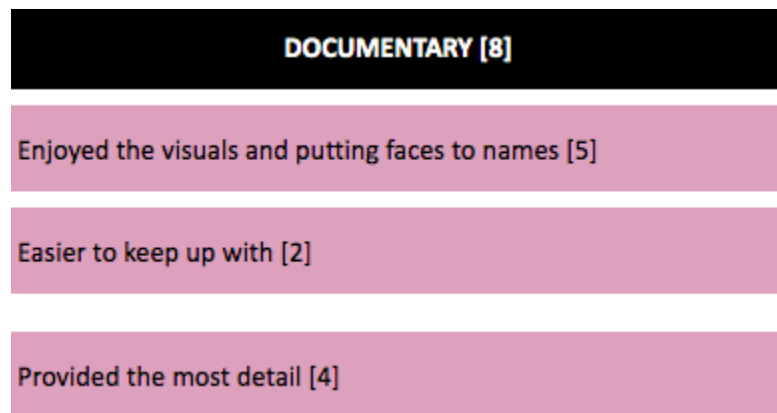 DOCUMENTARY [8]
Enjoyed the visuals and putting faces to names [5]
Easier to keep up with [2]
Provided the most detail [4]